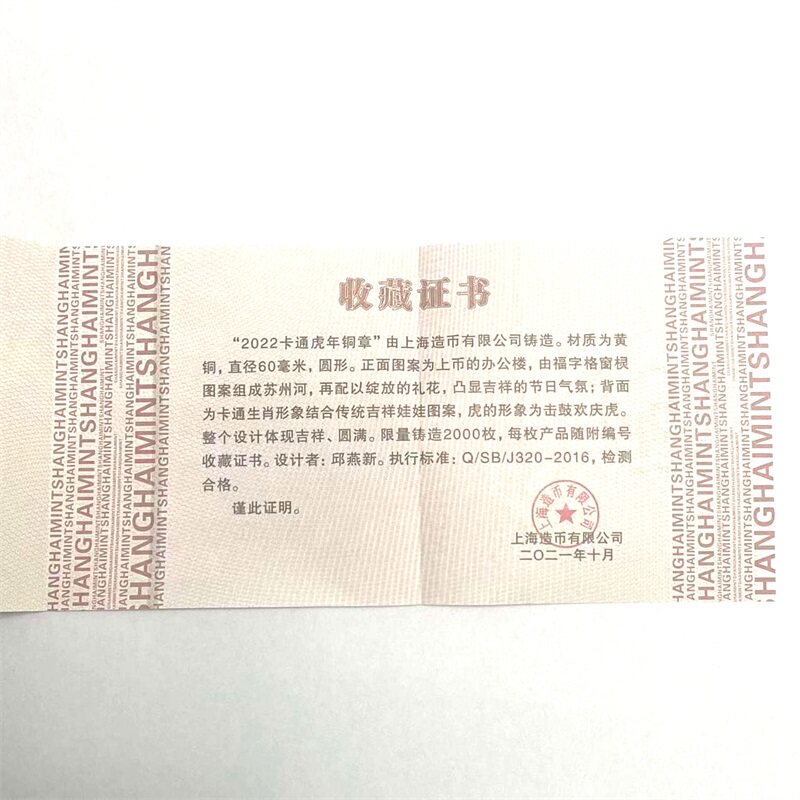 收藏证书
“2022卡通虎年铜章”由上海造币有限公司铸造。材质为黄
铜，直径60毫米，圆形。正面图案为上币的办公楼，由福字格窗棂
图案组成苏州河，再配以绽放的礼花，凸显吉祥的节日气氛；背面
为卡通生肖形象结合传统吉祥娃娃图案，虎的形象为击鼓欢庆虎。
整个设计体现吉祥、圆满。限量铸造2000枚，每枚产品随附编号
收藏证书。设计者：邱燕新。执行标准：Q/SB/J320-2016，检测
合格。
谨此证明。
上海造币有限公司
上海造币有限公司
二〇二一年十月
SHANGHAIMINTSHANGHAIMINTSHANGHAIMINTSHANG
SHANGHAIMINTSHANGHAIMINTSHANGH
HANGHAIMINTSHANGHAIMINTSHANGHAIMINTS
SHANGHAIMINTSHANGHAIMINTSHANGH